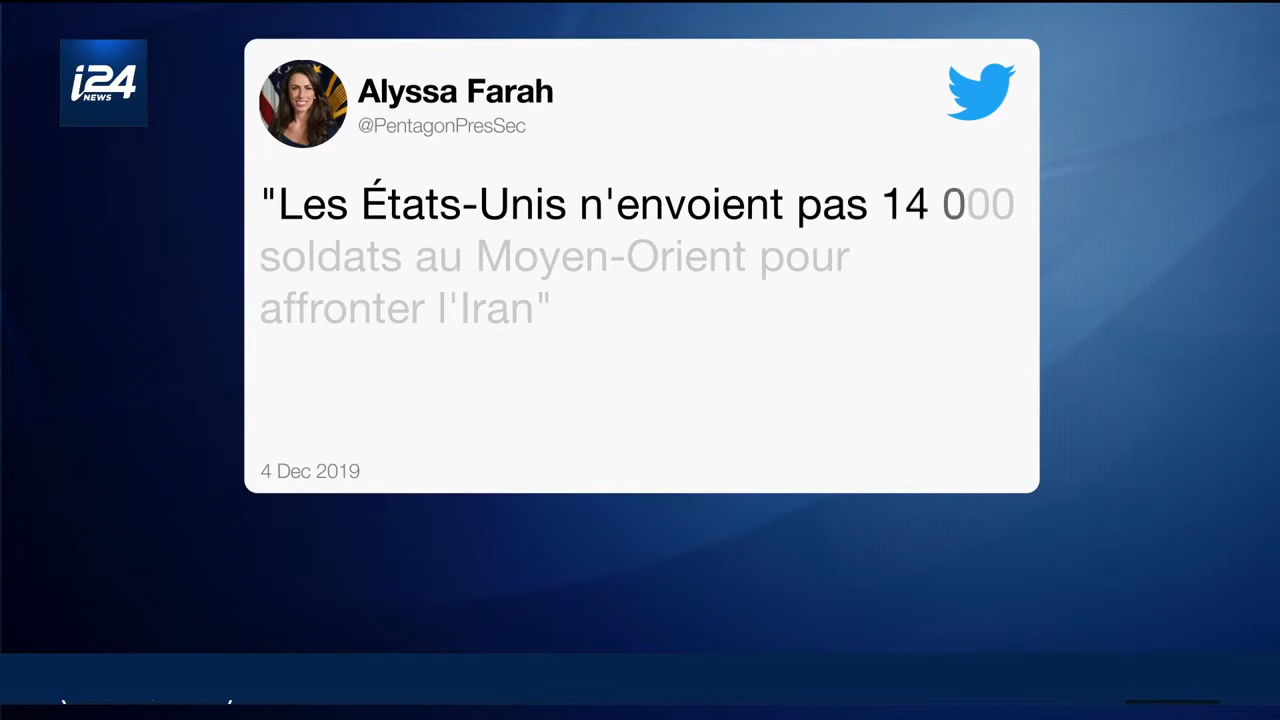 i24
NEWS
Alyssa Farah
@PentagonPresSec
"Les États-Unis n'envoient pas 14 000
soldats au Moyen-Orient pour
affronter l'Iran"
4 Dec 2019